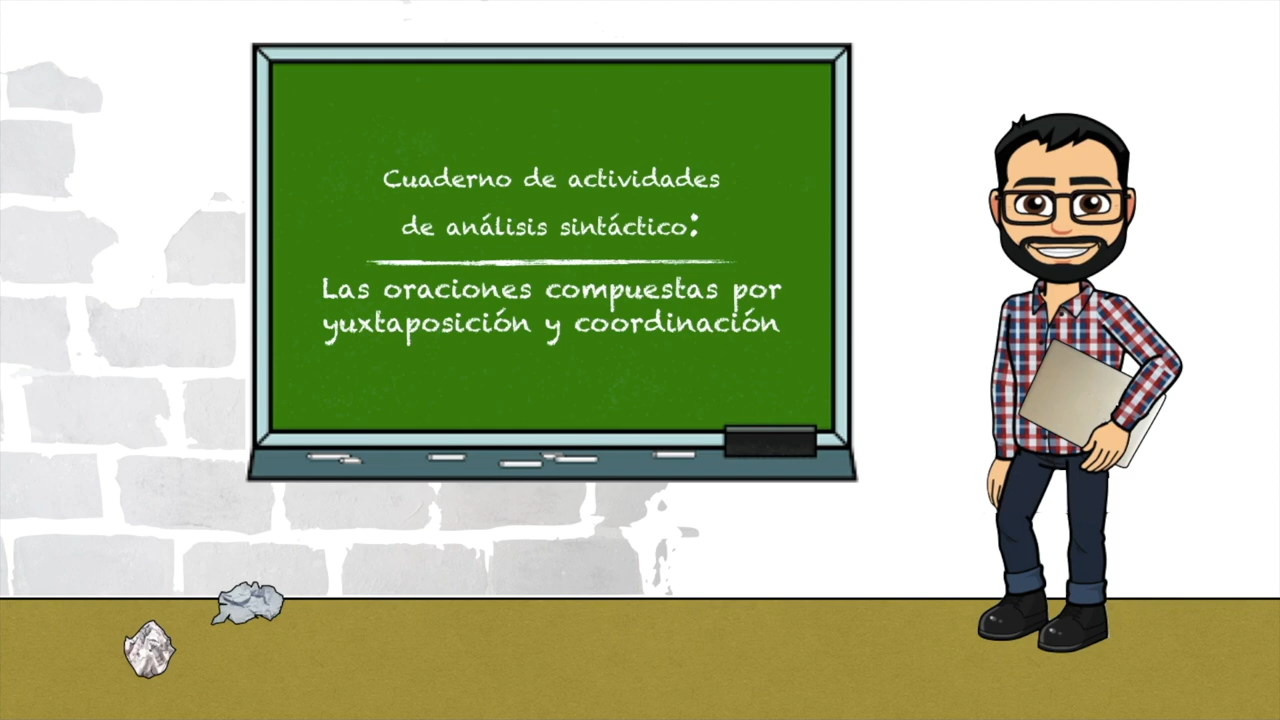 Cuaderno de actividades
de análisis sintáctico:
Las oraciones compuestas por
yuxtaposición y coordinación